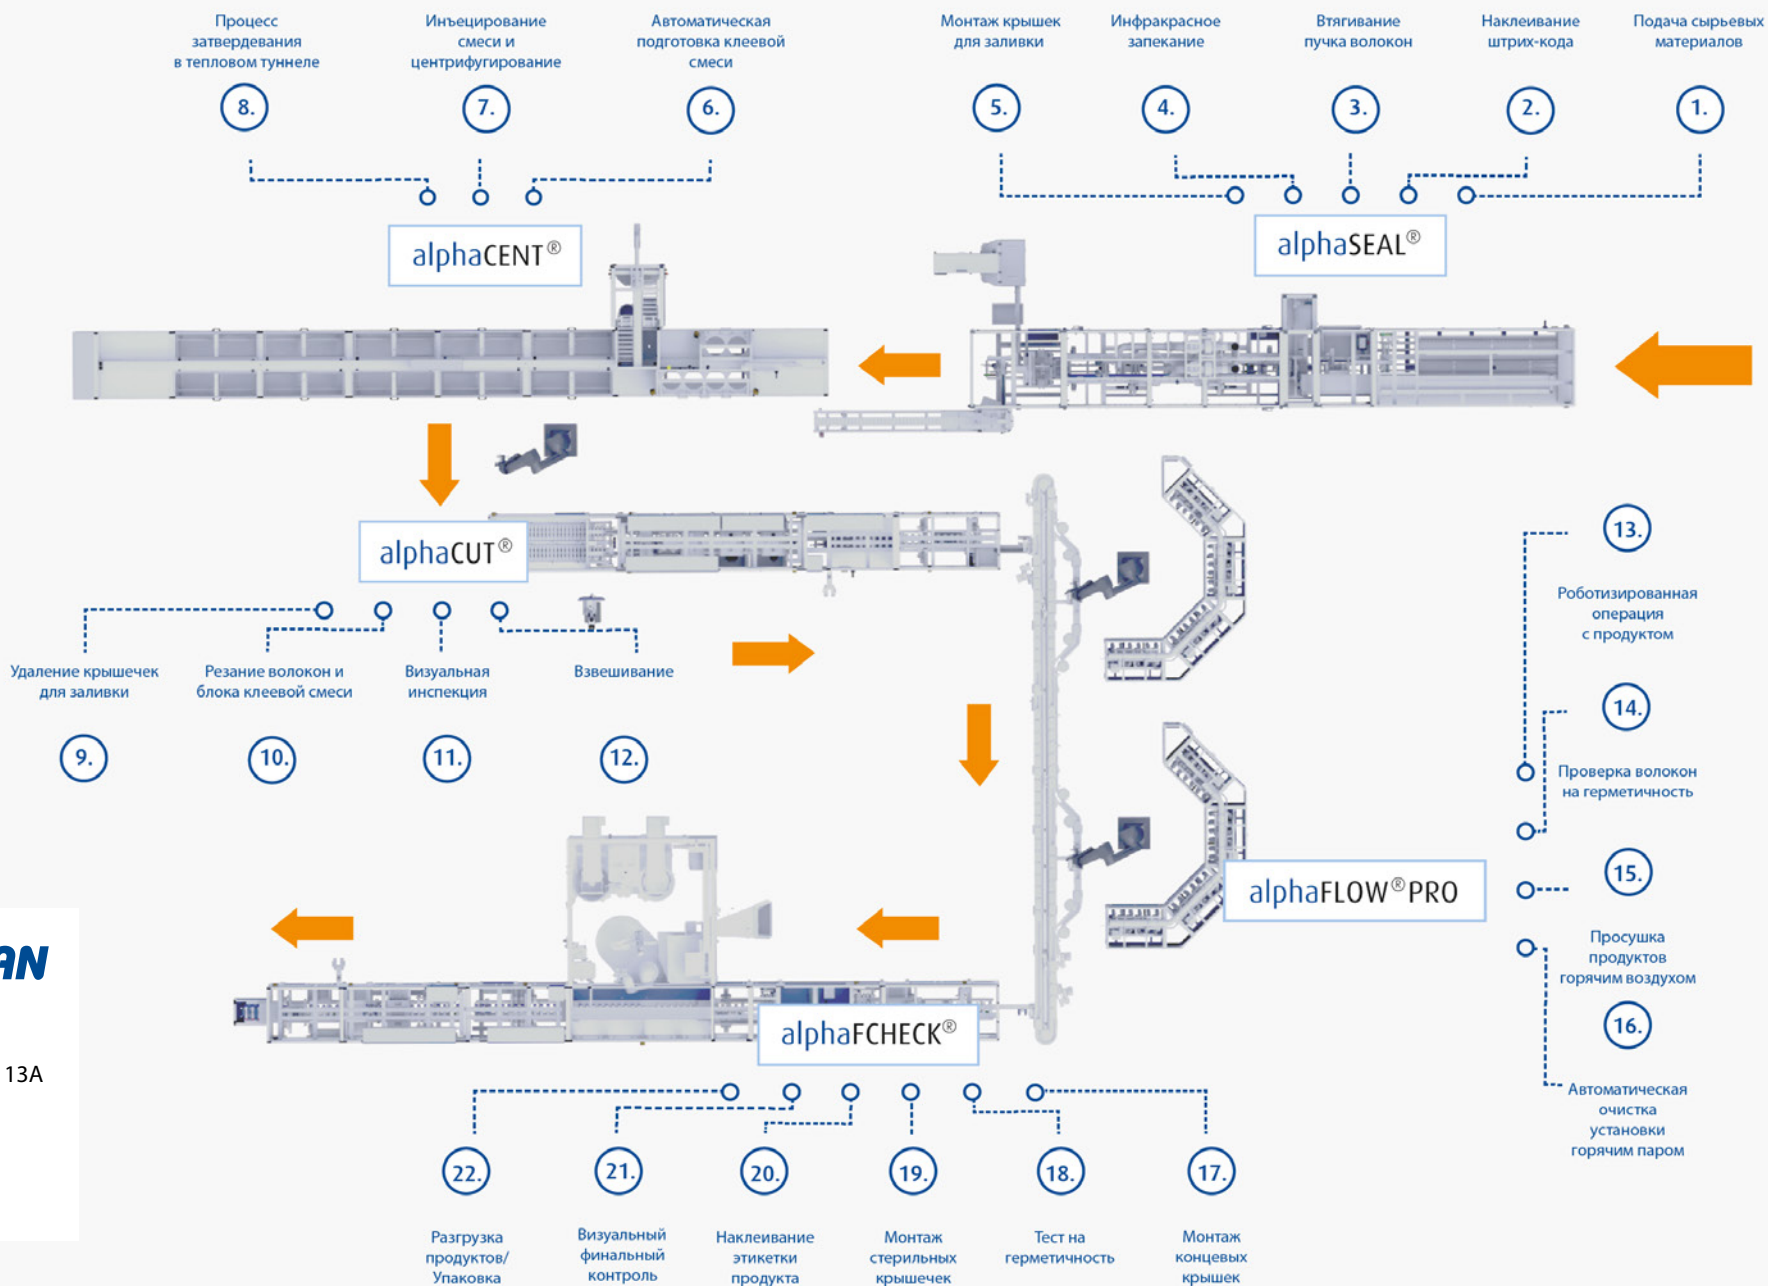 Процесс
затвердевания
в тепловом туннеле
8.
Инъецирование
смеси и
центрифугирование
7.
Автоматическая
подготовка клеевой
смеси
6.
Монтаж крышек
для заливки
5.
Инфракрасное
запекание
4.
Втягивание
пучка волокон
3.
Наклеивание
штрих-кода
2.
Подача сырьевых
материалов
1.
alphaCENT®
alphaSEAL®
alphaCUT®
Удаление крышечек
для заливки
9.
Резание волокон и
блока клеевой смеси
10.
Визуальная
инспекция
11.
Взвешивание
12.
13.
Роботизированная
операция
с продуктом
14.
Проверка волокон
на герметичность
15.
Просушка
продуктов
горячим воздухом
16.
Автоматическая
очистка
установки
горячим паром
alphaFLOW®PRO
AN
13A
alphaFCHECK®
22.
Разгрузка
продуктов/
Упаковка
21.
Визуальный
финальный
контроль
20.
Наклеивание
этикетки
продукта
19.
Монтаж
стерильных
крышечек
18.
Тест на
герметичность
17.
Монтаж
концевых
крышек